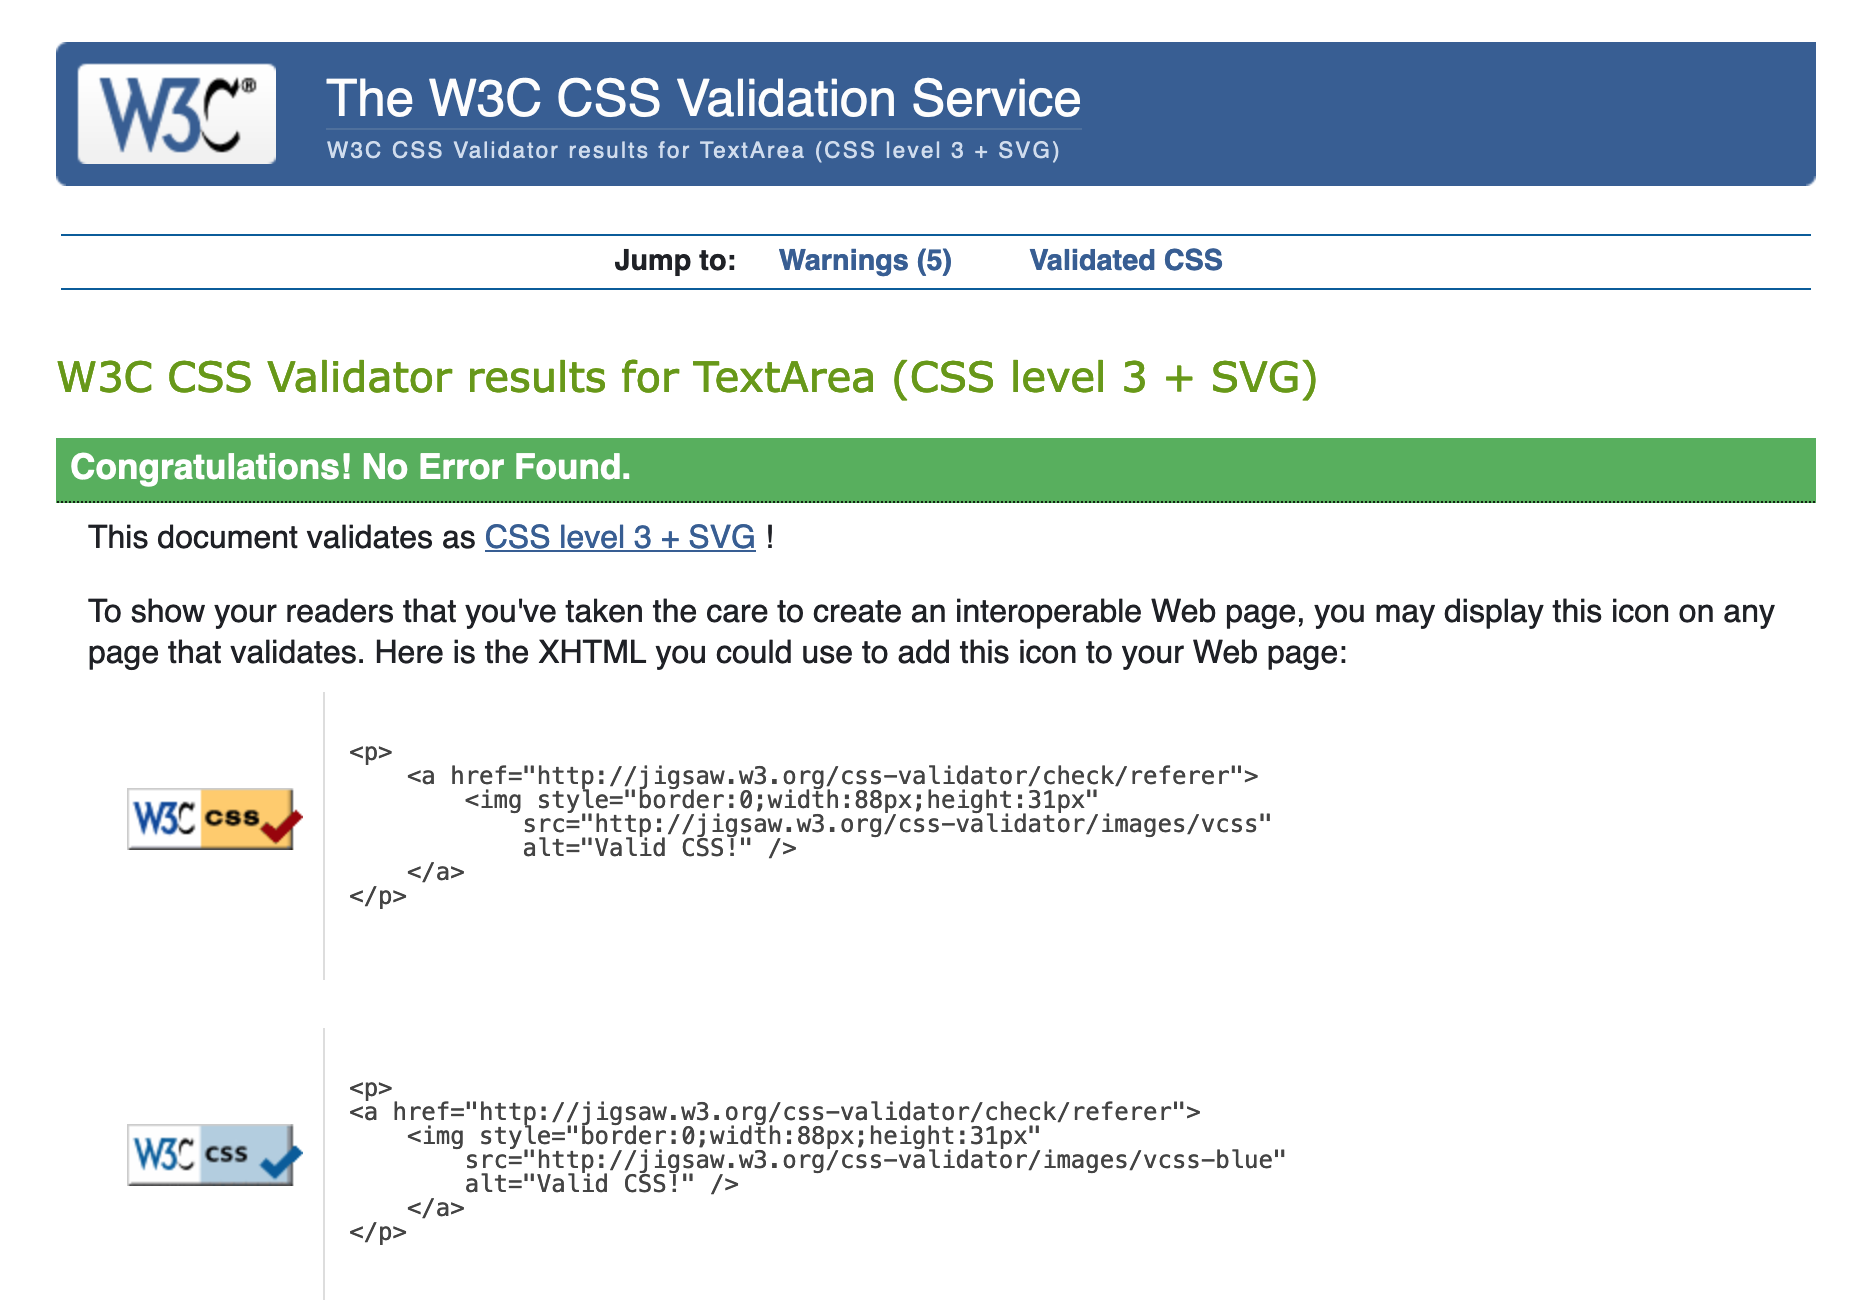 W3C®
The W3C CSS Validation Service
W3C CSS Validator results for TextArea (CSS level 3 + SVG)
Jump to: Warnings (5) Validated CSS
W3C CSS Validator results for TextArea (CSS level 3 + SVG)
Congratulations! No Error Found.
This document validates as CSS level 3 + SVG !
To show your readers that you've taken the care to create an interoperable Web page, you may display this icon on any
page that validates. Here is the XHTML you could use to add this icon to your Web page:
W3C css
<p>
    <a href="http://jigsaw.w3.org/css-validator/check/referer">
        <img style="border:0;width:88px;height:31px"
            src="http://jigsaw.w3.org/css-validator/images/vcss"
            alt="Valid CSS!" />
    </a>
</p>
W3C css
<p>
<a href="http://jigsaw.w3.org/css-validator/check/referer">
    <img style="border:0;width:88px;height:31px"
        src="http://jigsaw.w3.org/css-validator/images/vcss-blue"
        alt="Valid CSS!" />
    </a>
</p>